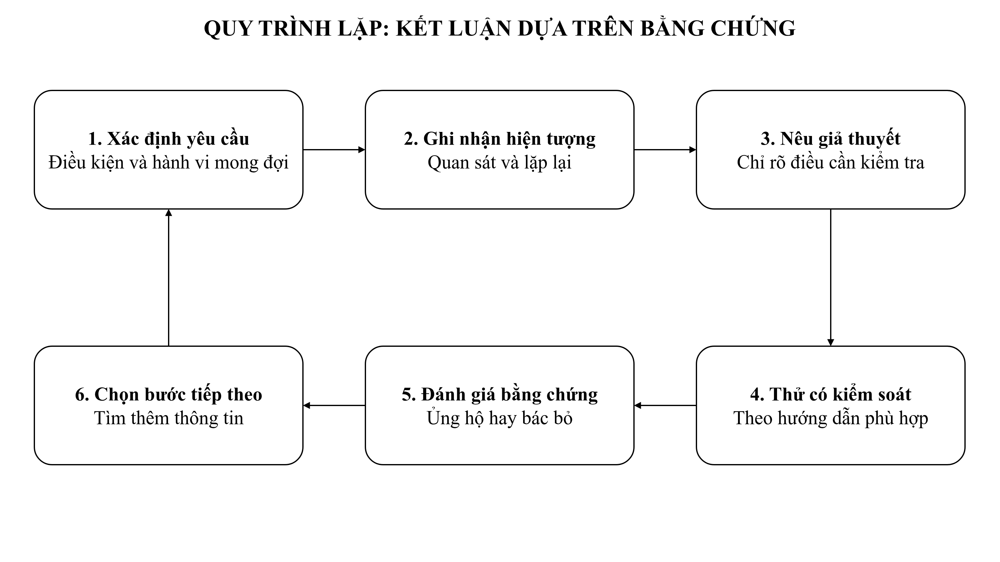 QUY TRÌNH LẶP: KẾT LUẬN DỰA TRÊN BẰNG CHỨNG
1. Xác định yêu cầu
Điều kiện và hành vi mong đợi
2. Ghi nhận hiện tượng
Quan sát và lặp lại
3. Nêu giả thuyết
Chỉ rõ điều cần kiểm tra
4. Thử có kiểm soát
Theo hướng dẫn phù hợp
5. Đánh giá bằng chứng
Ủng hộ hay bác bỏ
6. Chọn bước tiếp theo
Tìm thêm thông tin